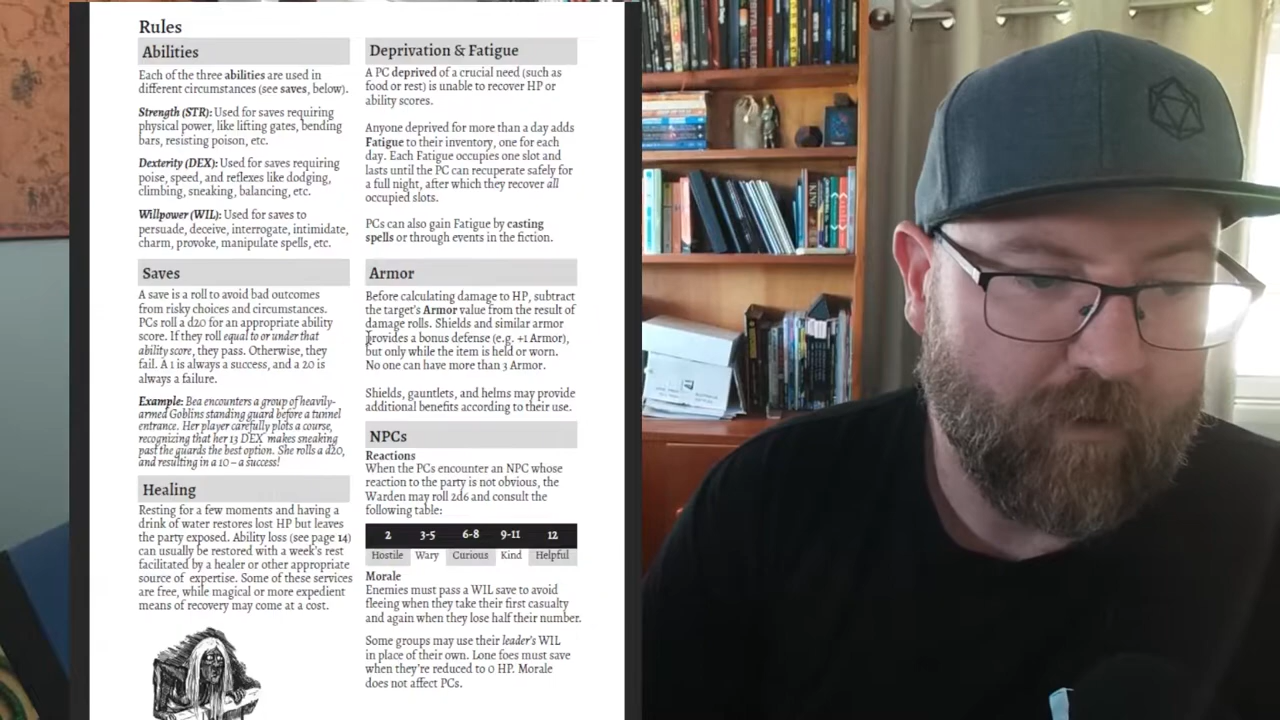 Rules
Abilities
Each of the three abilities are used in
different circumstances (see saves, below).
Strength (STR): Used for saves requiring
physical power, like lifting gates, bending
bars, resisting poison, etc.
Dexterity (DEX): Used for saves requiring
poise, speed, and reflexes like dodging,
climbing, sneaking, balancing, etc.
Willpower (WIL): Used for saves to
persuade, deceive, interrogate, intimidate,
charm, provoke, manipulate spells, etc.
Saves
A save is a roll to avoid bad outcomes
from risky choices and circumstances.
PCs roll a d20 for an appropriate ability
score. If they roll equal to or under that
ability score, they pass. Otherwise, they
fail. A 1 is always a success, and a 20 is
always a failure.
Example: Bea encounters a group of heavily-
armed Goblins standing guard before a tunnel
entrance. Her player carefully plots a course,
recognizing that her 13 DEX makes sneaking
past the guards the best option. She rolls a d20,
and resulting in a 10 – a success!
Healing
Resting for a few moments and having a
drink of water restores lost HP but leaves
the party exposed. Ability loss (see page 14)
can usually be restored with a week's rest
facilitated by a healer or other appropriate
source of expertise. Some of these services
are free, while magical or more expedient
means of recovery may come at a cost.
Deprivation & Fatigue
A PC deprived of a crucial need (such as
food or rest) is unable to recover HP or
ability scores.
Anyone deprived for more than a day adds
Fatigue to their inventory, one for each
day. Each Fatigue occupies one slot and
lasts until the PC can recuperate safely for
a full night, after which they recover all
occupied slots.
PCs can also gain Fatigue by casting
spells or through events in the fiction.
Armor
Before calculating damage to HP, subtract
the target's Armor value from the result of
damage rolls. Shields and similar armor
provides a bonus defense (e.g. +1 Armor),
but only while the item is held or worn.
No one can have more than 3 Armor.
Shields, gauntlets, and helms may provide
additional benefits according to their use.
NPCs
Reactions
When the PCs encounter an NPC whose
reaction to the party is not obvious, the
Warden may roll 2d6 and consult the
following table:
2 3-5 6-8 9-11 12
Hostile Wary Curious Kind Helpful
Morale
Enemies must pass a WIL save to avoid
fleeing when they take their first casualty
and again when they lose half their number.
Some groups may use their leader's WIL
in place of their own. Lone foes must save
when they're reduced to 0 HP. Morale
does not affect PCs.